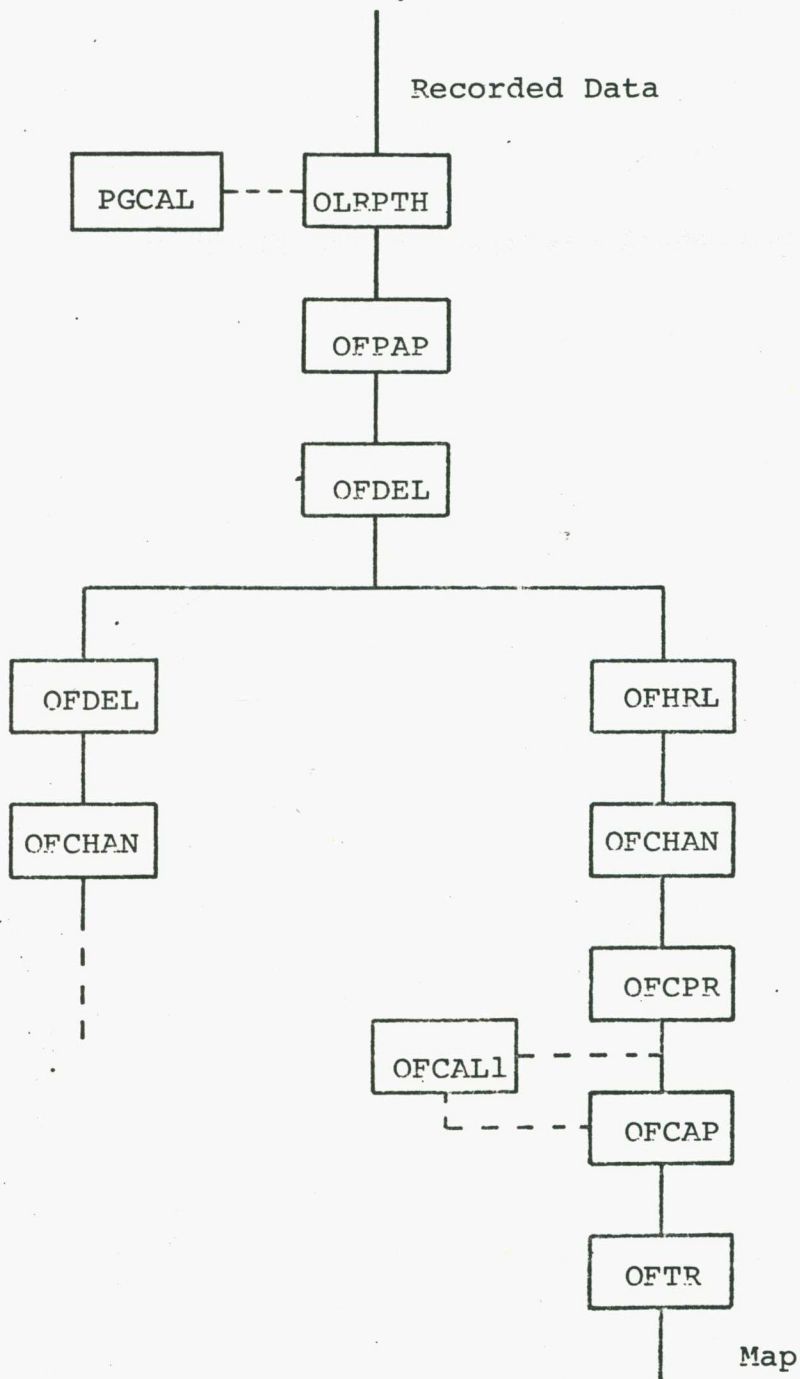 Recorded Data
PGCAL
OLRPTH
OFPAP
OFDEL
OFDEL
OFHRL
OFCHAN
OFCHAN
OFCPR
OFCAL1
OFCAP
OFTR
Map